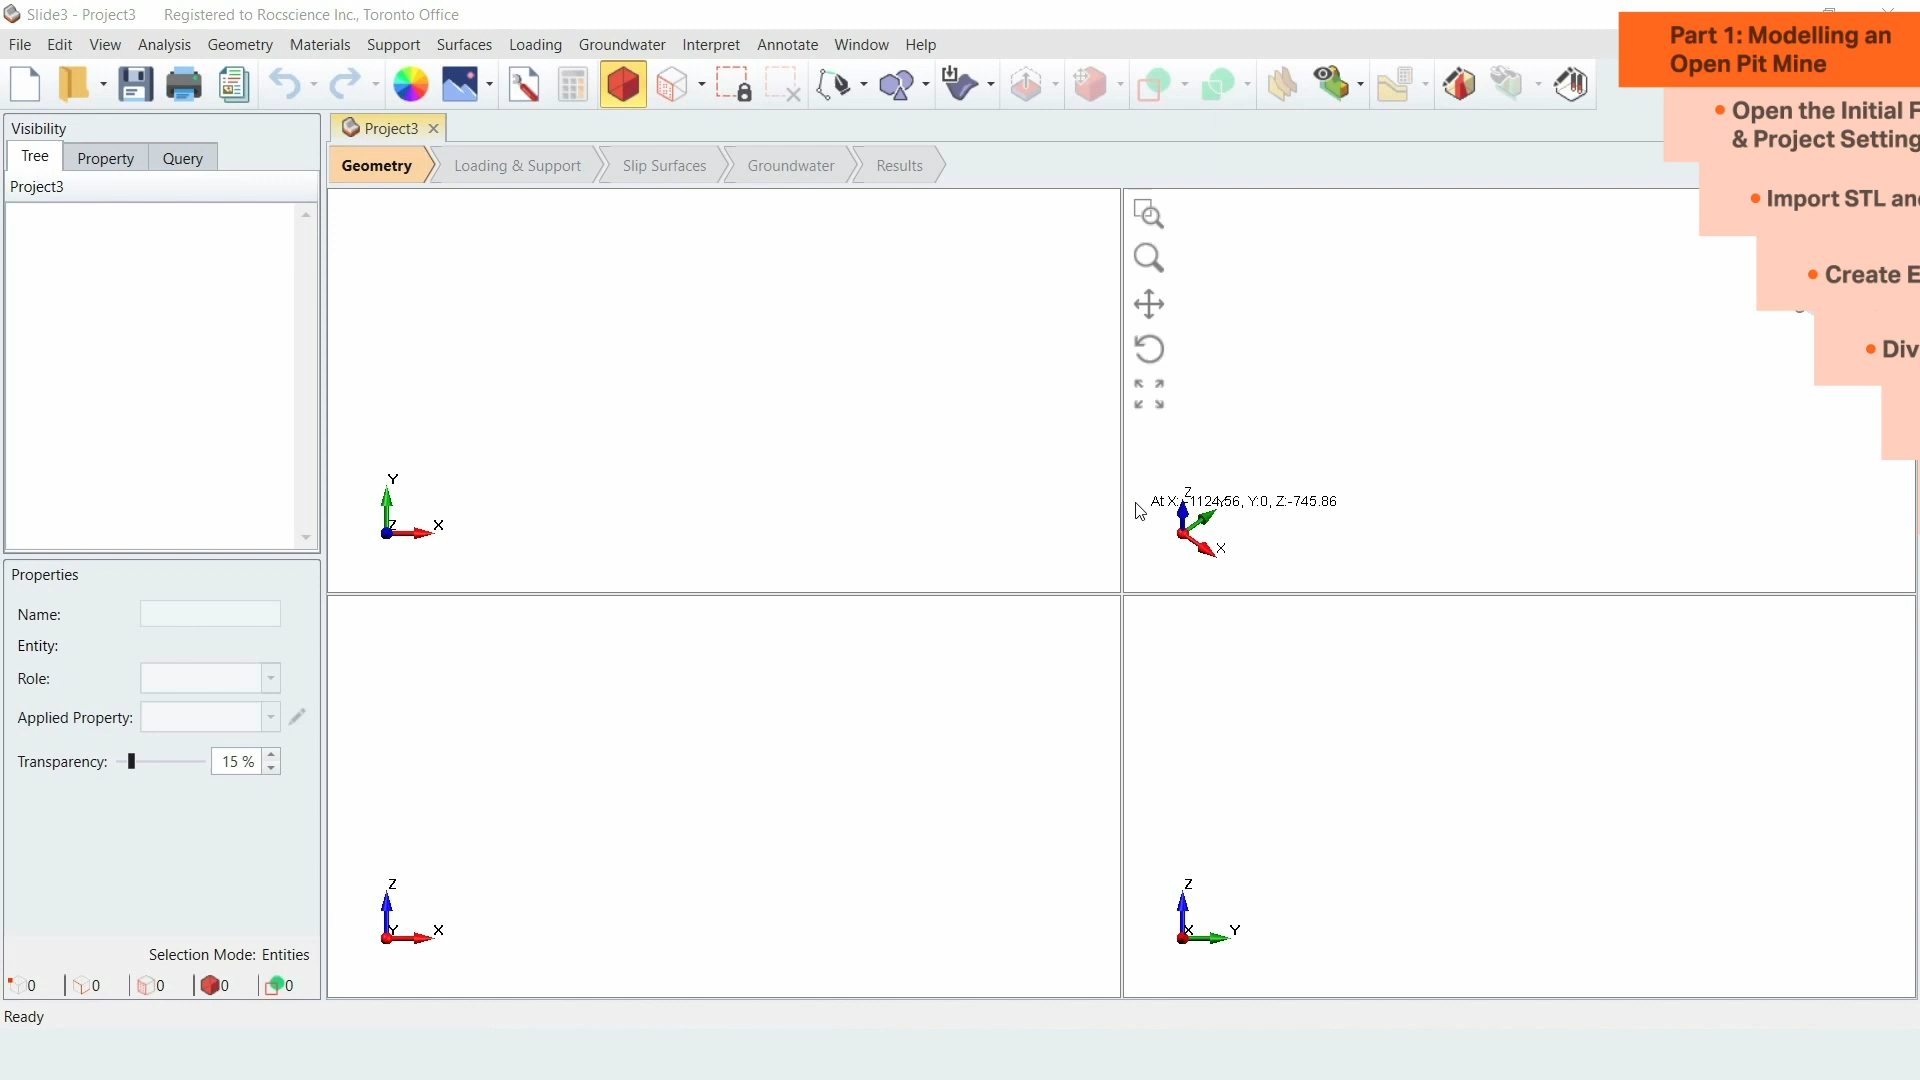 Slide3 - Project3 Registered to Rocscience Inc., Toronto Office
File Edit View Analysis Geometry Materials Support Surfaces Loading Groundwater Interpret Annotate Window Help
Part 1: Modelling an
Open Pit Mine
• Open the Initial F
& Project Setting
• Import STL an
• Create E
• Div
Visibility
Tree Property Query
Project3
Project3
Geometry Loading & Support Slip Surfaces Groundwater Results
Y
Z X
At X:-1124.56, Y:0, Z:-745.86
Z
X
Properties
Name:
Entity:
Role:
Applied Property:
Transparency: 15 %
Z
Y X
Z
X Y
Selection Mode: Entities
0 0 0 0 0
Ready